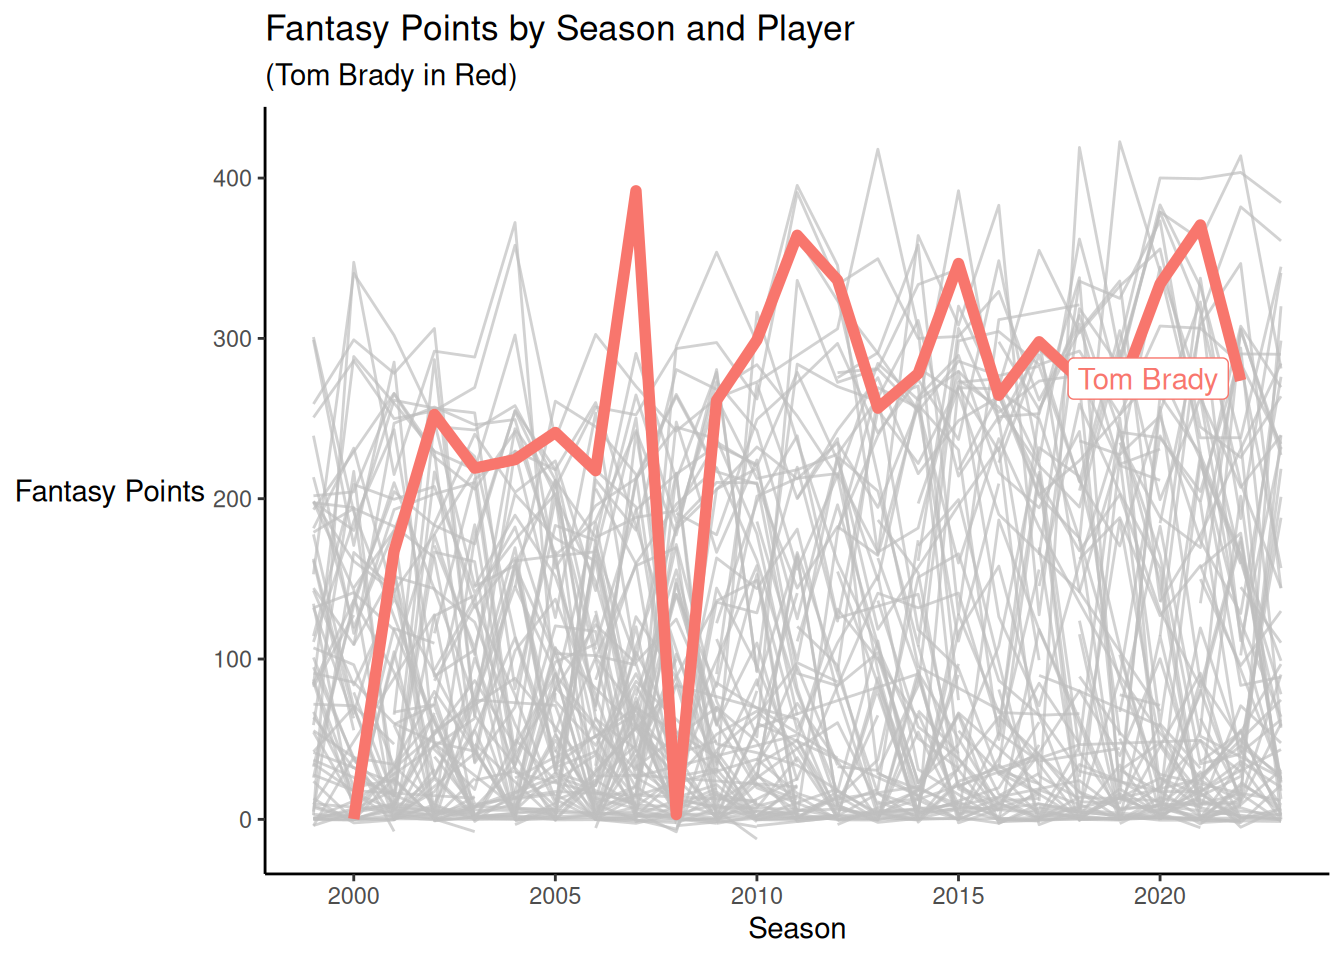 Fantasy Points by Season and Player
(Tom Brady in Red)
400
300
Tom Brady
Fantasy Points
200
100
0
2000 2005 2010 2015 2020
Season